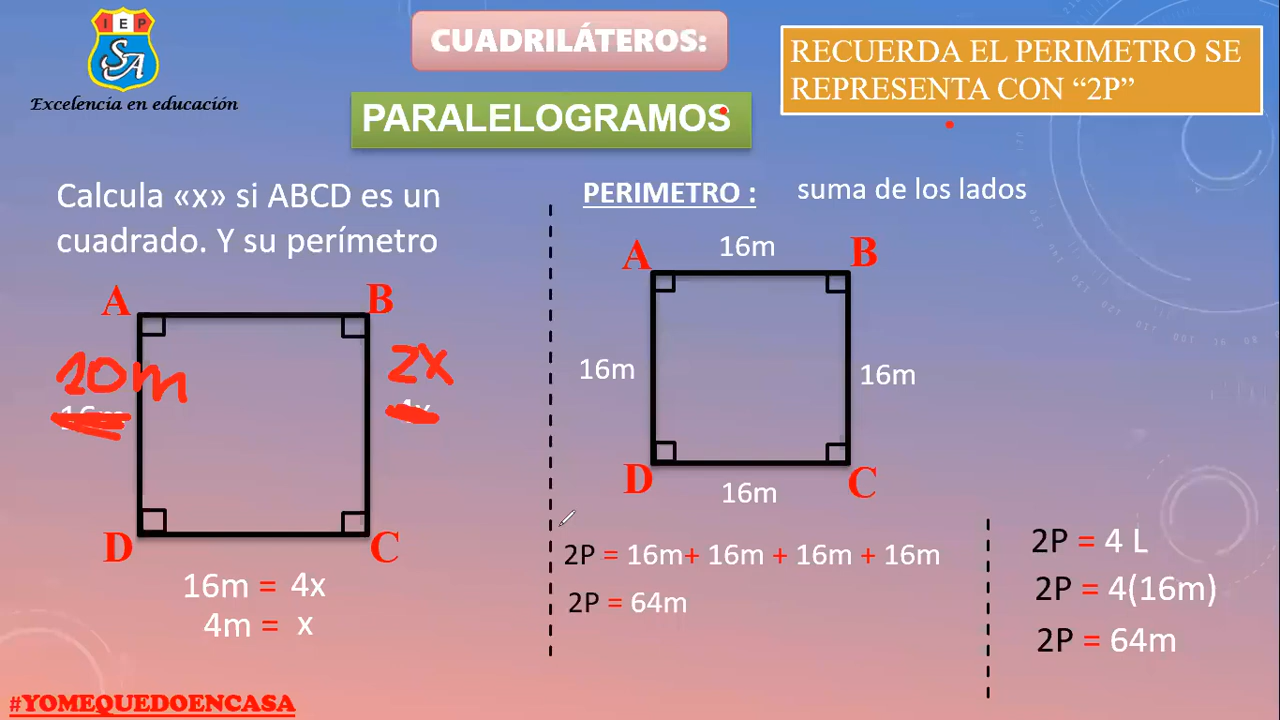 IEP
SA
Excelencia en educación
CUADRILÁTEROS:
PARALELOGRAMOS
RECUERDA EL PERIMETRO SE
REPRESENTA CON “2P”
Calcula «x» si ABCD es un
cuadrado. Y su perímetro
A
B
10m
2x
16m
4x
D
C
16m = 4x
4m = x
PERIMETRO :
suma de los lados
A
16m
B
16m
16m
D
16m
C
2P = 16m+ 16m + 16m + 16m
2P = 64m
2P = 4 L
2P = 4(16m)
2P = 64m
#YOMEQUEDOENCASA